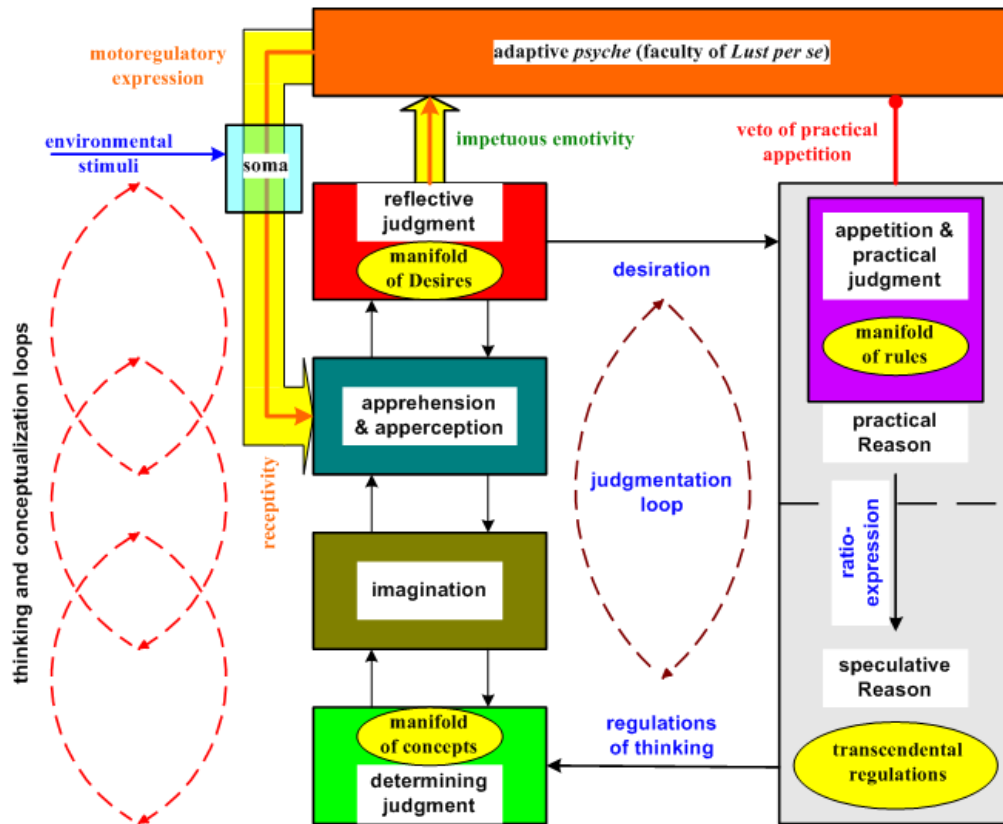 adaptive psyche (faculty of Lust per se)
motoregulatory
expression
environmental
stimuli
soma
impetuous emotivity
veto of practical
appetition
reflective
judgment
manifold
of Desires
appetition &
practical
judgment
manifold
of rules
desiration
apprehension
& apperception
practical
Reason
receptivity
judgmentation
loop
ratio-
expression
imagination
thinking and conceptualization loops
speculative
Reason
manifold
of concepts
determining
judgment
regulations
of thinking
transcendental
regulations